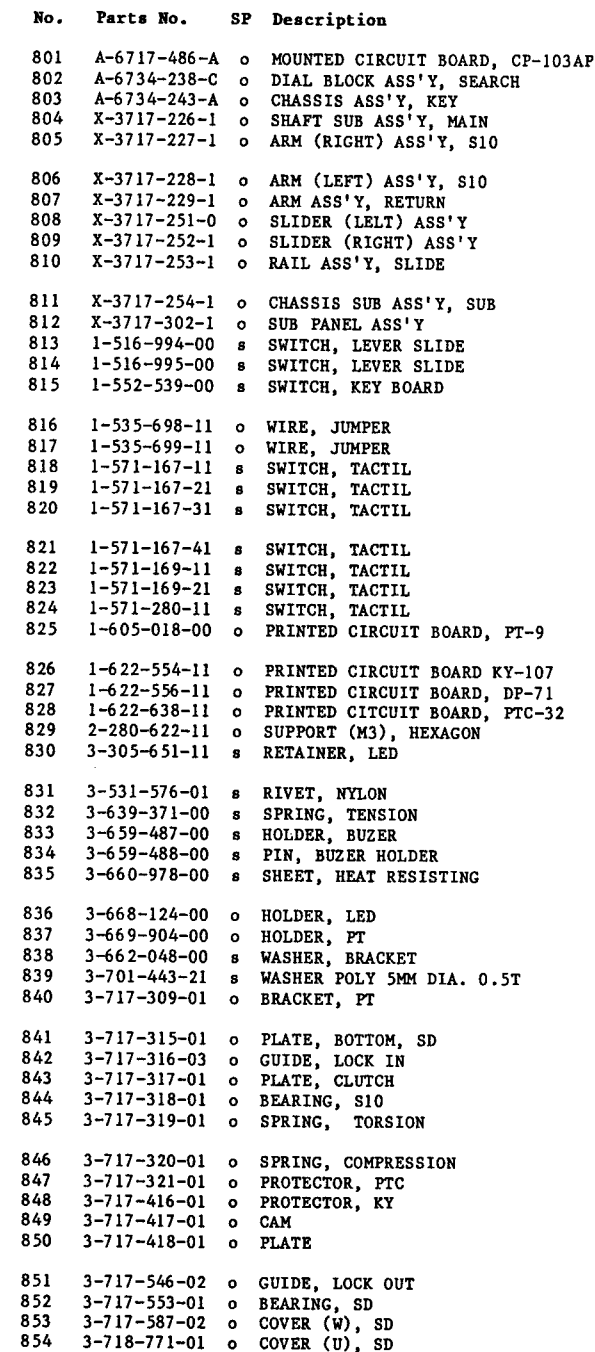 No. Parts No. SP Description
801 A-6717-486-A o MOUNTED CIRCUIT BOARD, CP-103AP
802 A-6734-238-C o DIAL BLOCK ASS'Y, SEARCH
803 A-6734-243-A o CHASSIS ASS'Y, KEY
804 X-3717-226-1 o SHAFT SUB ASS'Y, MAIN
805 X-3717-227-1 o ARM (RIGHT) ASS'Y, S10
806 X-3717-228-1 o ARM (LEFT) ASS'Y, S10
807 X-3717-229-1 o ARM ASS'Y, RETURN
808 X-3717-251-0 o SLIDER (LELT) ASS'Y
809 X-3717-252-1 o SLIDER (RIGHT) ASS'Y
810 X-3717-253-1 o RAIL ASS'Y, SLIDE
811 X-3717-254-1 o CHASSIS SUB ASS'Y, SUB
812 X-3717-302-1 o SUB PANEL ASS'Y
813 1-516-994-00 s SWITCH, LEVER SLIDE
814 1-516-995-00 s SWITCH, LEVER SLIDE
815 1-552-539-00 s SWITCH, KEY BOARD
816 1-535-698-11 o WIRE, JUMPER
817 1-535-699-11 o WIRE, JUMPER
818 1-571-167-11 s SWITCH, TACTIL
819 1-571-167-21 s SWITCH, TACTIL
820 1-571-167-31 s SWITCH, TACTIL
821 1-571-167-41 s SWITCH, TACTIL
822 1-571-169-11 s SWITCH, TACTIL
823 1-571-169-21 s SWITCH, TACTIL
824 1-571-280-11 s SWITCH, TACTIL
825 1-605-018-00 o PRINTED CIRCUIT BOARD, PT-9
826 1-622-554-11 o PRINTED CIRCUIT BOARD KY-107
827 1-622-556-11 o PRINTED CIRCUIT BOARD, DP-71
828 1-622-638-11 o PRINTED CITCUIT BOARD, PTC-32
829 2-280-622-11 o SUPPORT (M3), HEXAGON
830 3-305-651-11 s RETAINER, LED
831 3-531-576-01 s RIVET, NYLON
832 3-639-371-00 s SPRING, TENSION
833 3-659-487-00 s HOLDER, BUZER
834 3-659-488-00 s PIN, BUZER HOLDER
835 3-660-978-00 s SHEET, HEAT RESISTING
836 3-668-124-00 o HOLDER, LED
837 3-669-904-00 o HOLDER, PT
838 3-662-048-00 s WASHER, BRACKET
839 3-701-443-21 s WASHER POLY 5MM DIA. 0.5T
840 3-717-309-01 o BRACKET, PT
841 3-717-315-01 o PLATE, BOTTOM, SD
842 3-717-316-03 o GUIDE, LOCK IN
843 3-717-317-01 o PLATE, CLUTCH
844 3-717-318-01 o BEARING, S10
845 3-717-319-01 o SPRING, TORSION
846 3-717-320-01 o SPRING, COMPRESSION
847 3-717-321-01 o PROTECTOR, PTC
848 3-717-416-01 o PROTECTOR, KY
849 3-717-417-01 o CAM
850 3-717-418-01 o PLATE
851 3-717-546-02 o GUIDE, LOCK OUT
852 3-717-553-01 o BEARING, SD
853 3-717-587-02 o COVER (W), SD
854 3-718-771-01 o COVER (U), SD